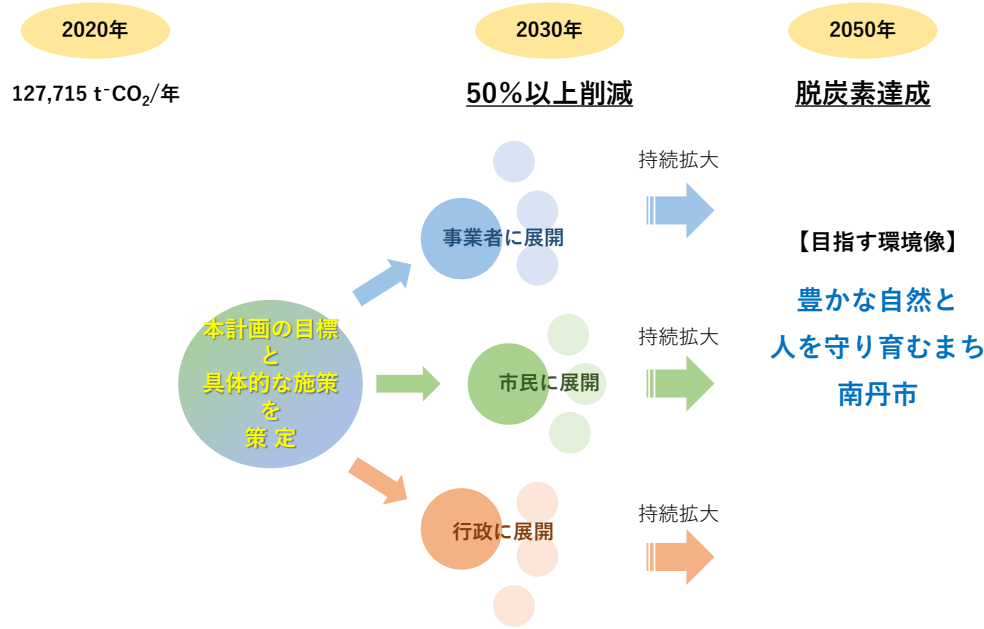 2020年
2030年
2050年
127,715 t-CO₂/年
50%以上削減
脱炭素達成
持続拡大
事業者に展開
【目指す環境像】
豊かな自然と
人を守り育むまち
南丹市
本計画の目標
と
具体的な施策
を
策 定
持続拡大
市民に展開
持続拡大
行政に展開